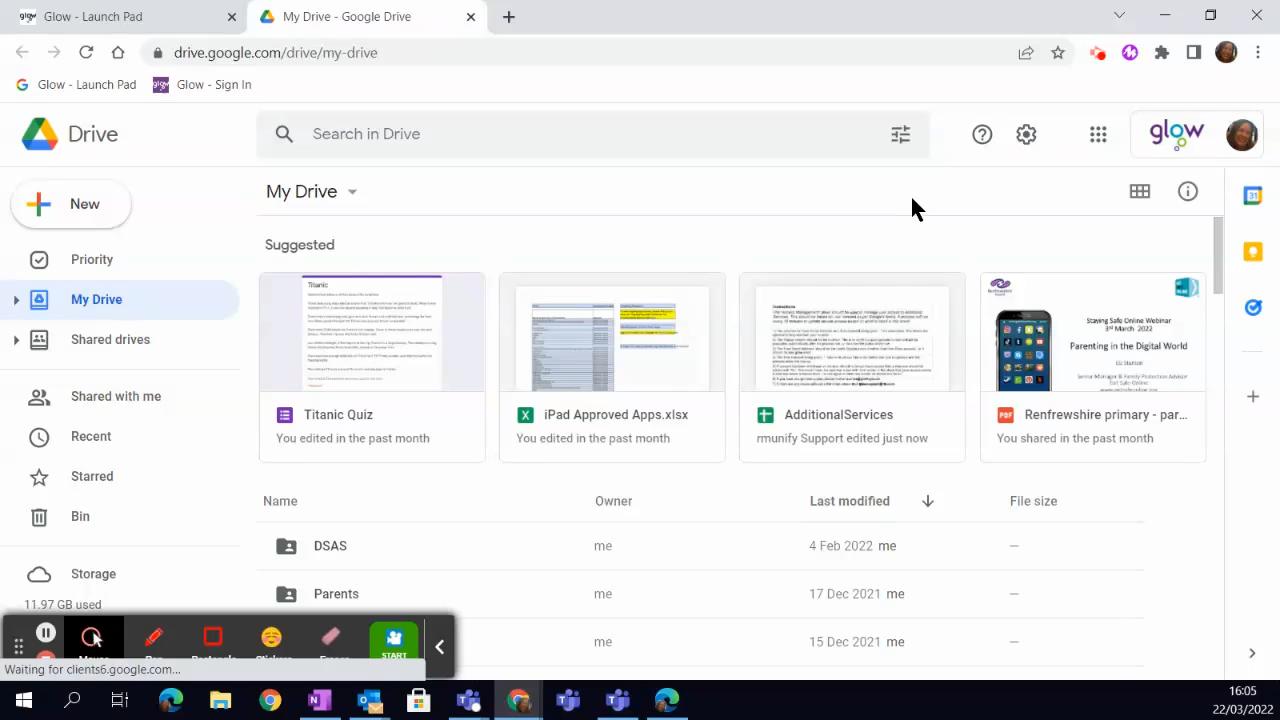 glow
Glow - Launch Pad
My Drive - Google Drive
drive.google.com/drive/my-drive
Glow - Launch Pad
glow
Glow - Sign In
Drive
Search in Drive
glow
New
My Drive
31
Priority
My Drive
Shared drives
Shared with me
Recent
Starred
Bin
Storage
11.97 GB used
Suggested
Titanic
Titanic Quiz
You edited in the past month
iPad Approved Apps.xlsx
You edited in the past month
AdditionalServices
rmunify Support edited just now
Staying Safe Online Webinar
3rd March 2022
Parenting in the Digital World
PDF
Renfrewshire primary - par...
You shared in the past month
Name
Owner
Last modified
File size
DSAS
me
4 Feb 2022 me
–
Parents
me
17 Dec 2021 me
–
me
15 Dec 2021 me
–
START
Waiting for clients6.google.com...
16:05
22/03/2022